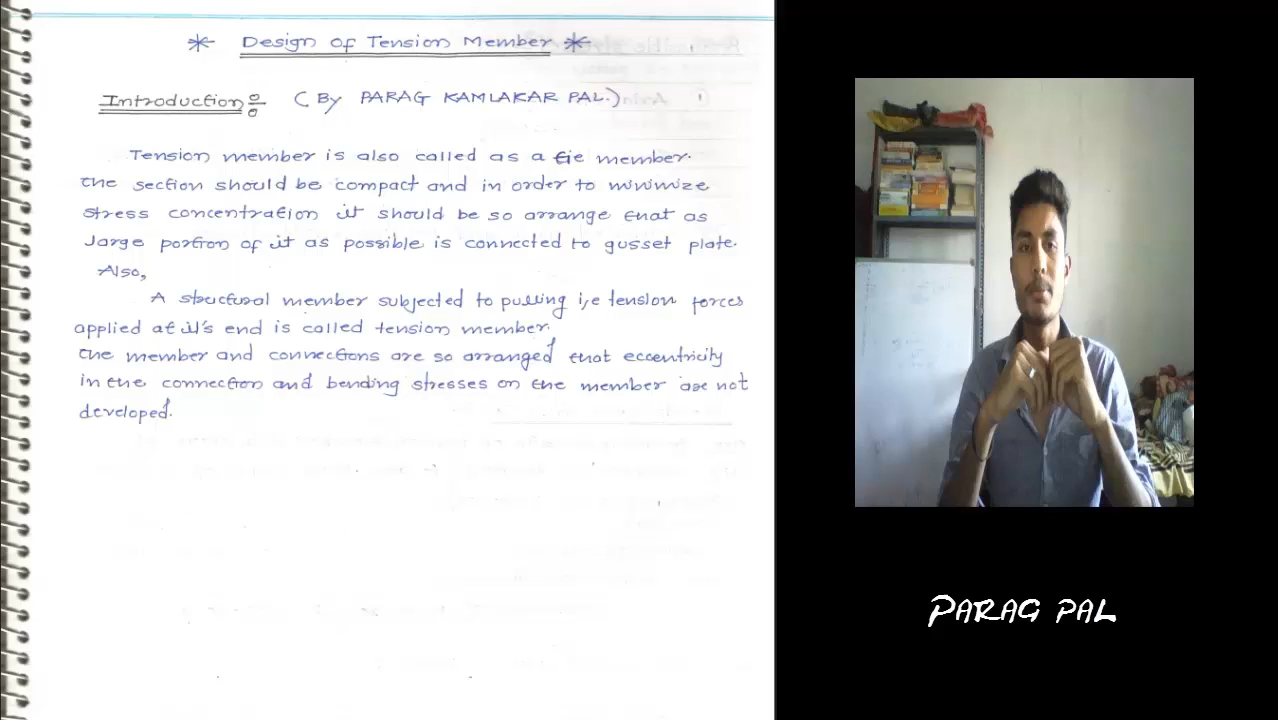 * Design of Tension Member *
Introduction :- (By PARAG KAMLAKAR PAL.)
Tension member is also called as a tie member.
the section should be compact and in order to minimize
stress concentration it should be so arrange that as
large portion of it as possible is connected to gusset plate.
Also,
A structural member subjected to pulling i,e tension forces
applied at it's end is called tension member.
the member and connections are so arranged that eccentricity
in the connection and bending stresses on the member are not
developed.
PARAG PAL